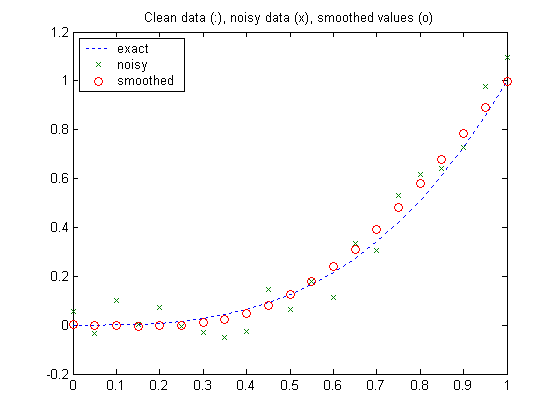 Clean data (:), noisy data (x), smoothed values (o)
1.2
exact
noisy
smoothed
1
0.8
0.6
0.4
0.2
0
-0.2
0 0.1 0.2 0.3 0.4 0.5 0.6 0.7 0.8 0.9 1